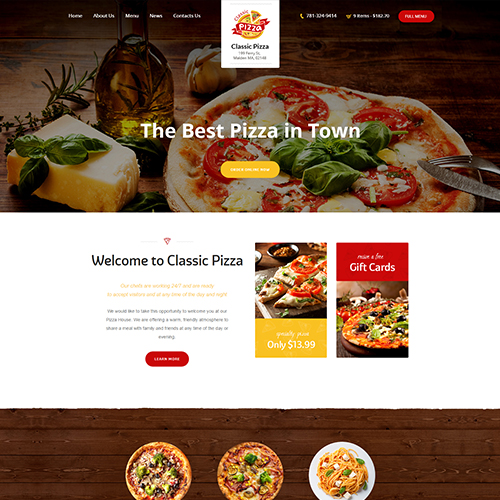 Home
About Us
Menu
News
Contacts Us
Classic
Pizza
Classic Pizza
199 Ferry St,
Malden MA, 02148
781-324-9414
9 Items - $182.70
FULL MENU
The Best Pizza in Town
ORDER ONLINE NOW
Welcome to Classic Pizza
Our chefs are working 24/7 and are ready
to accept visitors and at any time of the day and night
We would like to take this opportunity to welcome you at our
Pizza House. We are offering a warm, friendly atmosphere to
share a meal with family and friends at any time of the day or
evening.
LEARN MORE
specialty pizza
Only $13.99
Gift Cards